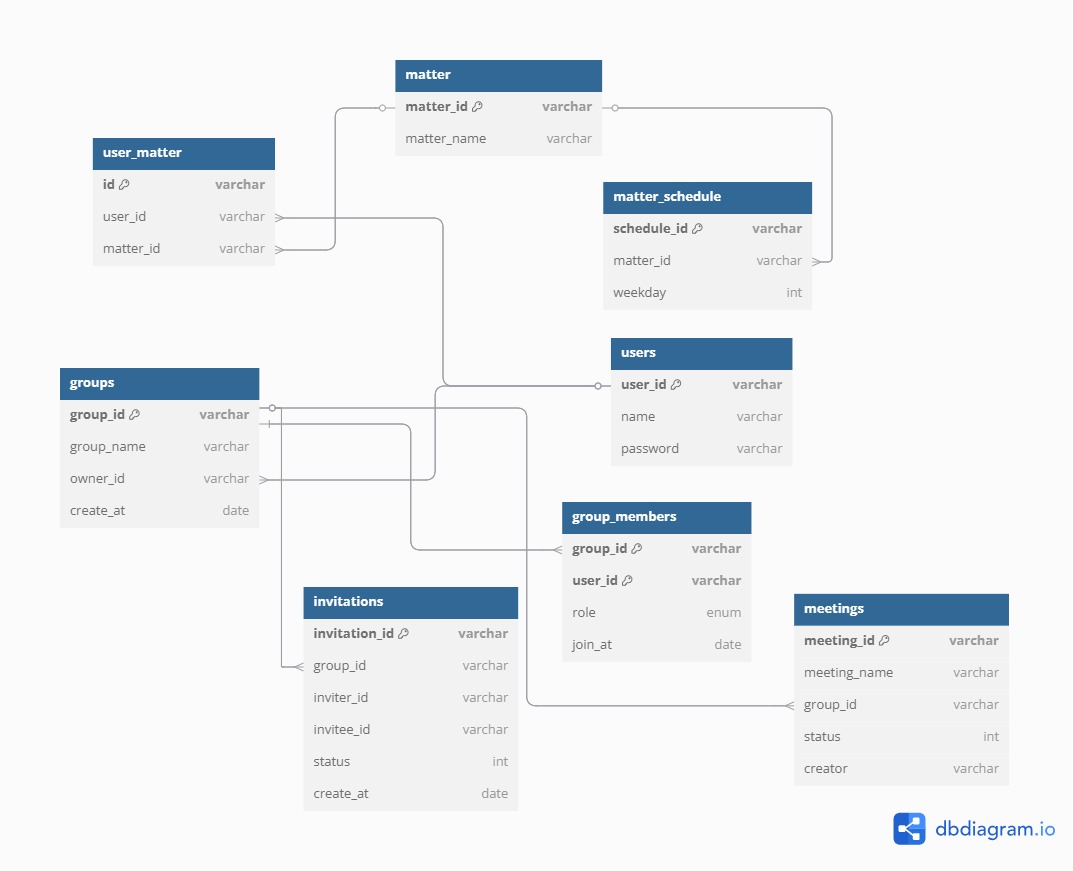 matter
matter_id varchar
matter_name varchar
user_matter
id varchar
user_id varchar
matter_id varchar
matter_schedule
schedule_id varchar
matter_id varchar
weekday int
users
user_id varchar
name varchar
password varchar
groups
group_id varchar
group_name varchar
owner_id varchar
create_at date
group_members
group_id varchar
user_id varchar
role enum
join_at date
invitations
invitation_id varchar
group_id varchar
inviter_id varchar
invitee_id varchar
status int
create_at date
meetings
meeting_id varchar
meeting_name varchar
group_id varchar
status int
creator varchar
dbdiagram.io